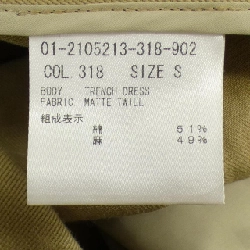 01-2105213-318-902
COL. 318 SIZE S
BODY TRENCH DRESS
FABRIC MATTE TWILL
組成表示
綿 51%
麻 49%